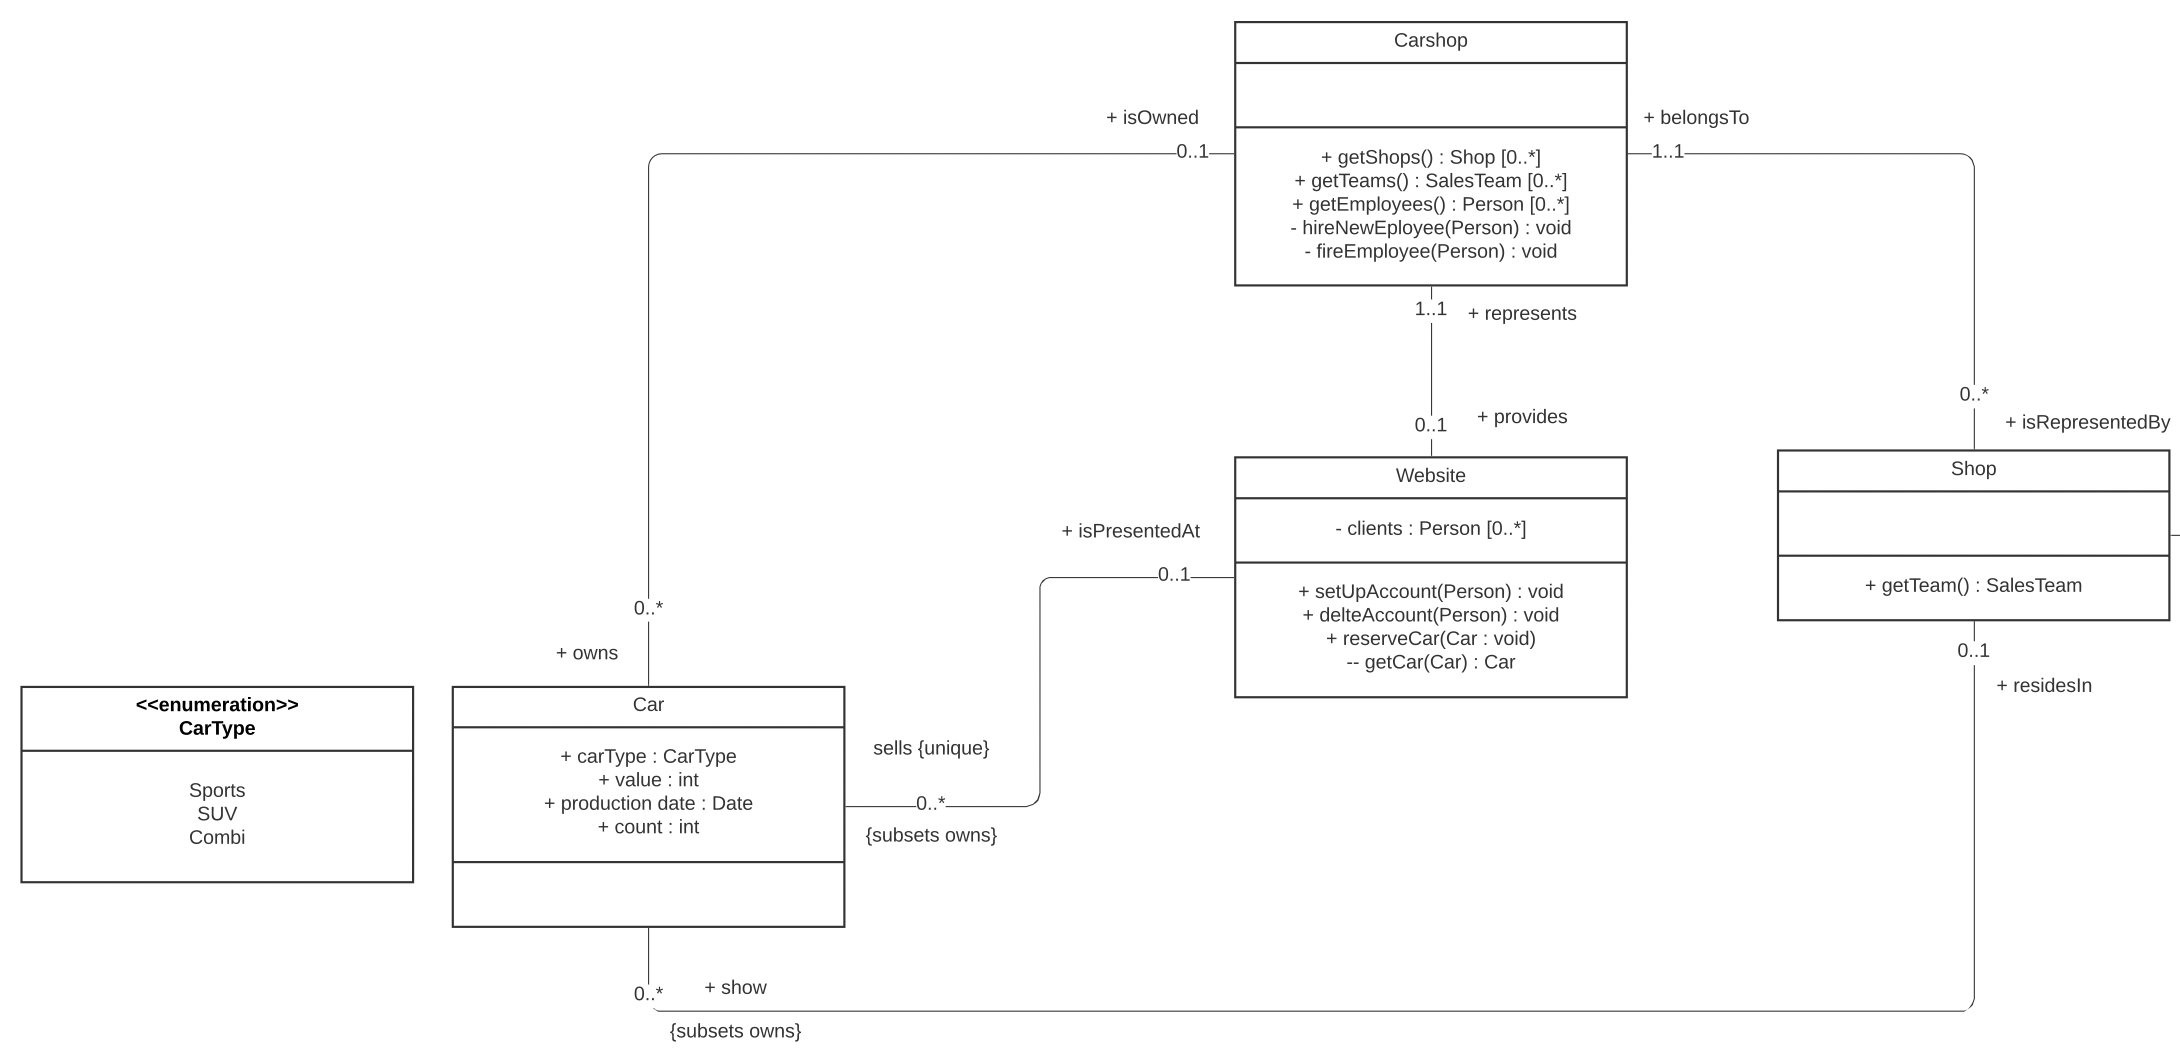 Carshop
+ isOwned
+ belongsTo
0..1
1..1
+ getShops() : Shop [0..*]
+ getTeams() : SalesTeam [0..*]
+ getEmployees() : Person [0..*]
- hireNewEployee(Person) : void
- fireEmployee(Person) : void
1..1
+ represents
0..*
+ provides
0..1
+ isRepresentedBy
Website
Shop
- clients : Person [0..*]
+ isPresentedAt
0..1
+ setUpAccount(Person) : void
+ delteAccount(Person) : void
+ reserveCar(Car : void)
-- getCar(Car) : Car
+ getTeam() : SalesTeam
0..*
+ owns
0..1
+ residesIn
<<enumeration>>
CarType
Sports
SUV
Combi
Car
+ carType : CarType
+ value : int
+ production date : Date
+ count : int
sells {unique}
0..*
{subsets owns}
+ show
0..*
{subsets owns}